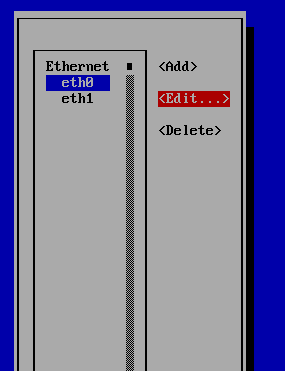 Ethernet <Add>
eth0
eth1 <Edit...>
<Delete>